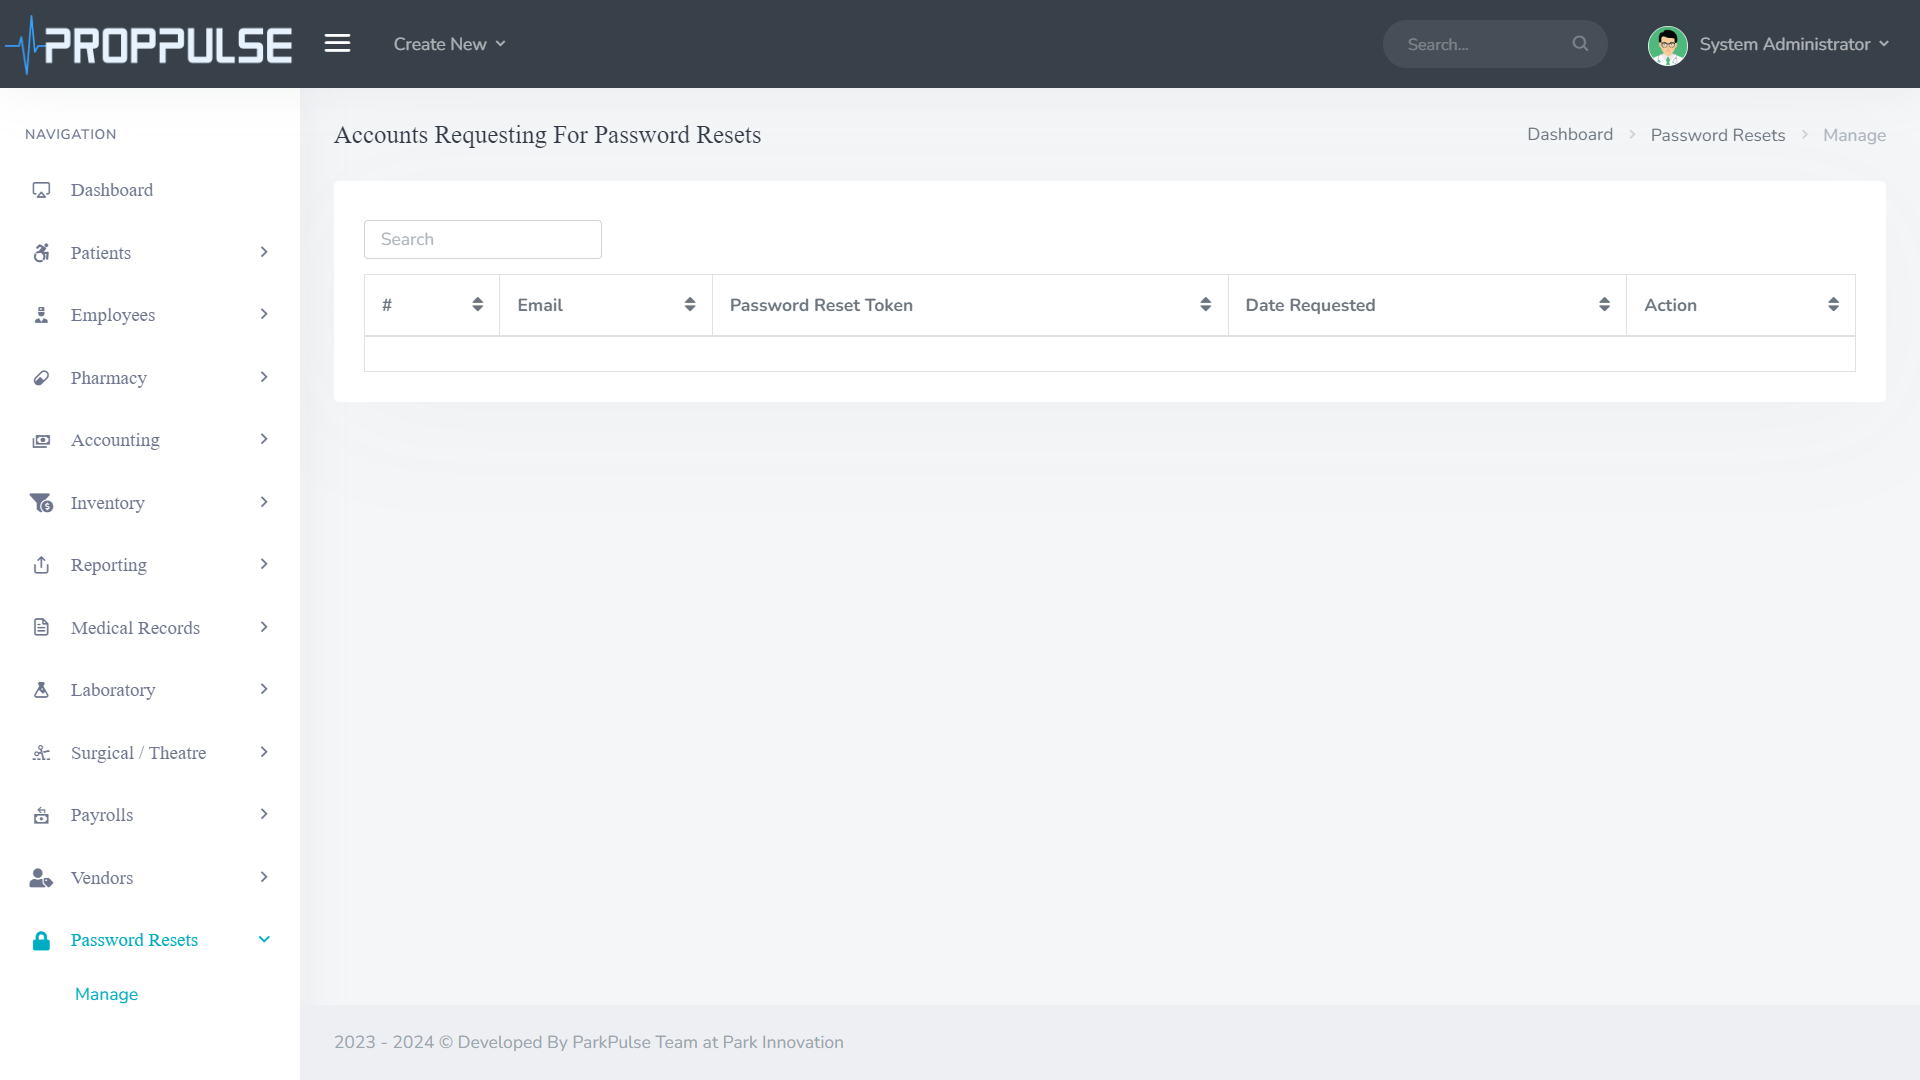 PROPPULSE
Create New
Search...
System Administrator
NAVIGATION
Dashboard
Patients
Employees
Pharmacy
Accounting
Inventory
Reporting
Medical Records
Laboratory
Surgical / Theatre
Payrolls
Vendors
Password Resets
Manage
Accounts Requesting For Password Resets
Dashboard > Password Resets > Manage
Search
# Email Password Reset Token Date Requested Action
2023 - 2024 © Developed By ParkPulse Team at Park Innovation